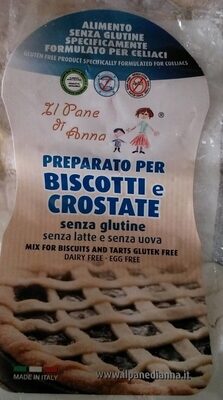 ALIMENTO
SENZA GLUTINE
SPECIFICAMENTE
FORMULATO PER CELIACI
GLUTEN FREE PRODUCT SPECIFICALLY FORMULATED FOR COELIACS
Il Pane
di Anna
PREPARATO PER
BISCOTTI e
CROSTATE
senza glutine
senza latte e senza uova
MIX FOR BISCUITS AND TARTS GLUTEN FREE
DAIRY FREE - EGG FREE
MADE IN ITALY
www.ilpanedianna.it